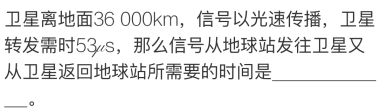 卫星离地面36 000km，信号以光速传播，卫星
转发需时53μs，那么信号从地球站发往卫星又
从卫星返回地球站所需要的时间是____________
___。